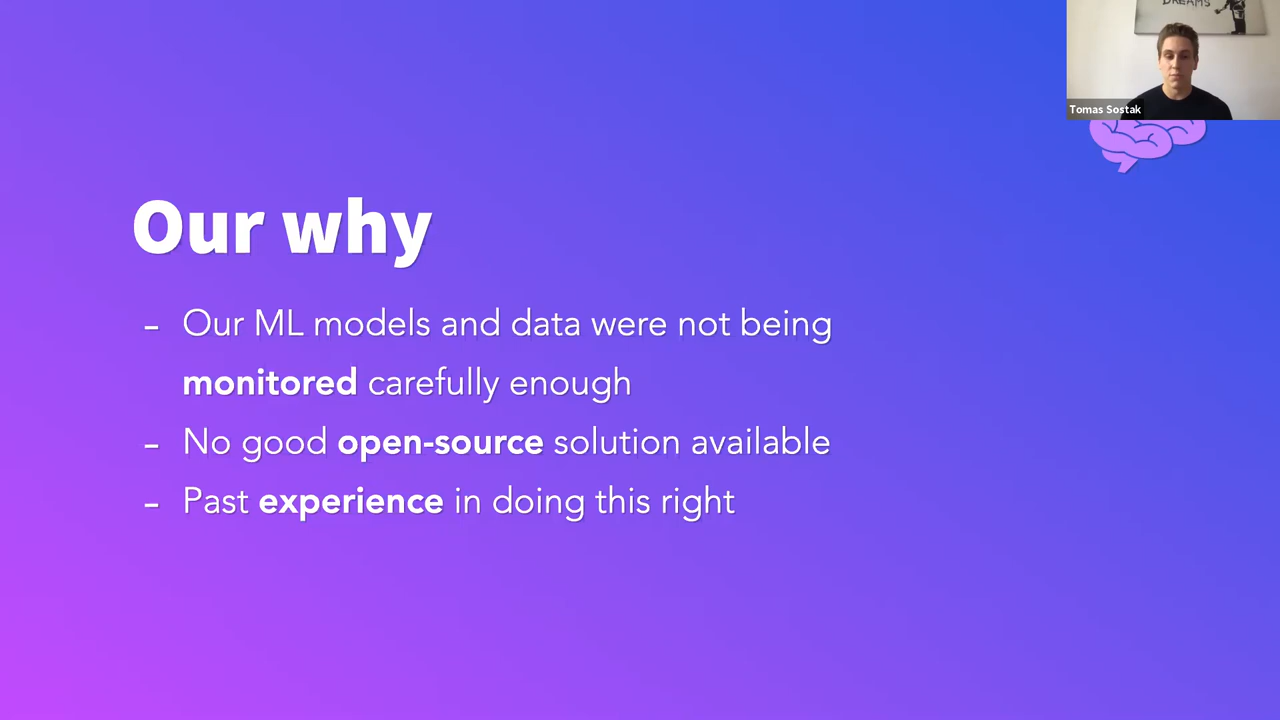 DREAMS
Tomas Sostak
Our why
- Our ML models and data were not being
monitored carefully enough
- No good open-source solution available
- Past experience in doing this right